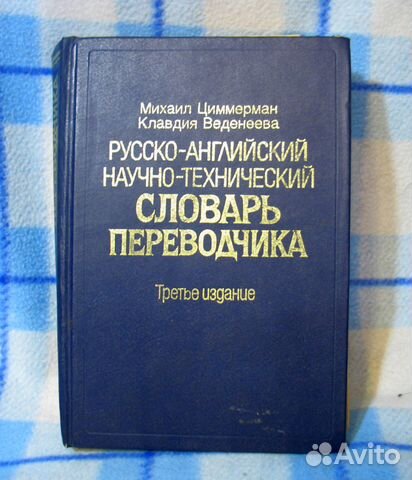 Михаил Циммерман
Клавдия Веденеева
РУССКО-АНГЛИЙСКИЙ
НАУЧНО-ТЕХНИЧЕСКИЙ
СЛОВАРЬ
ПЕРЕВОДЧИКА
Третье издание
Avito